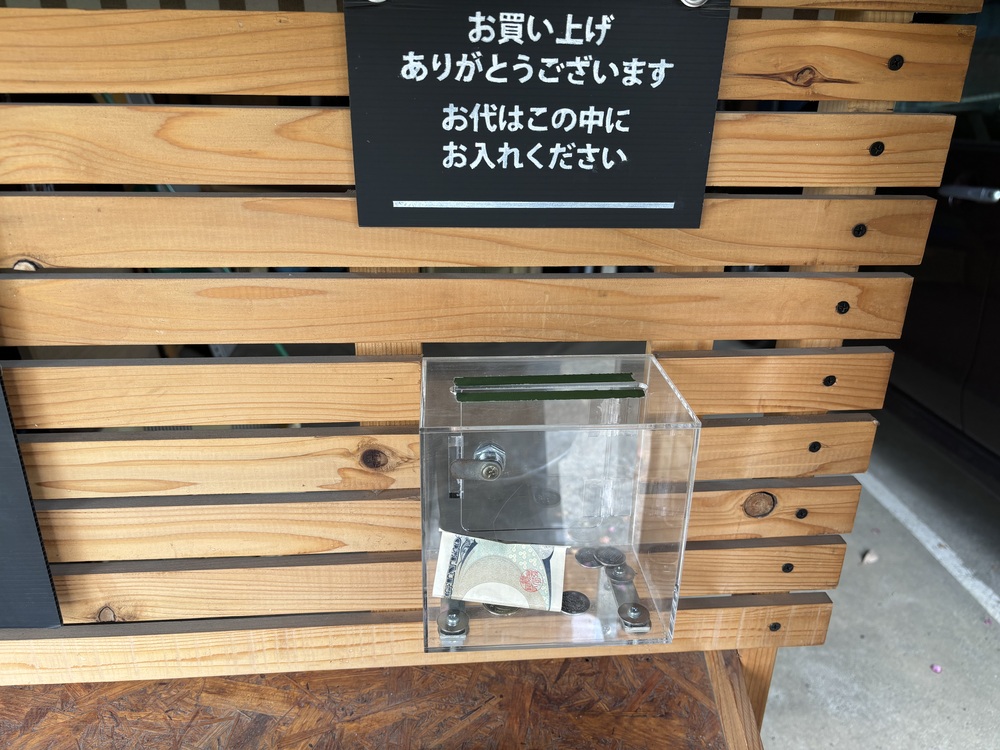 お買い上げ
ありがとうございます
お代はこの中に
お入れください